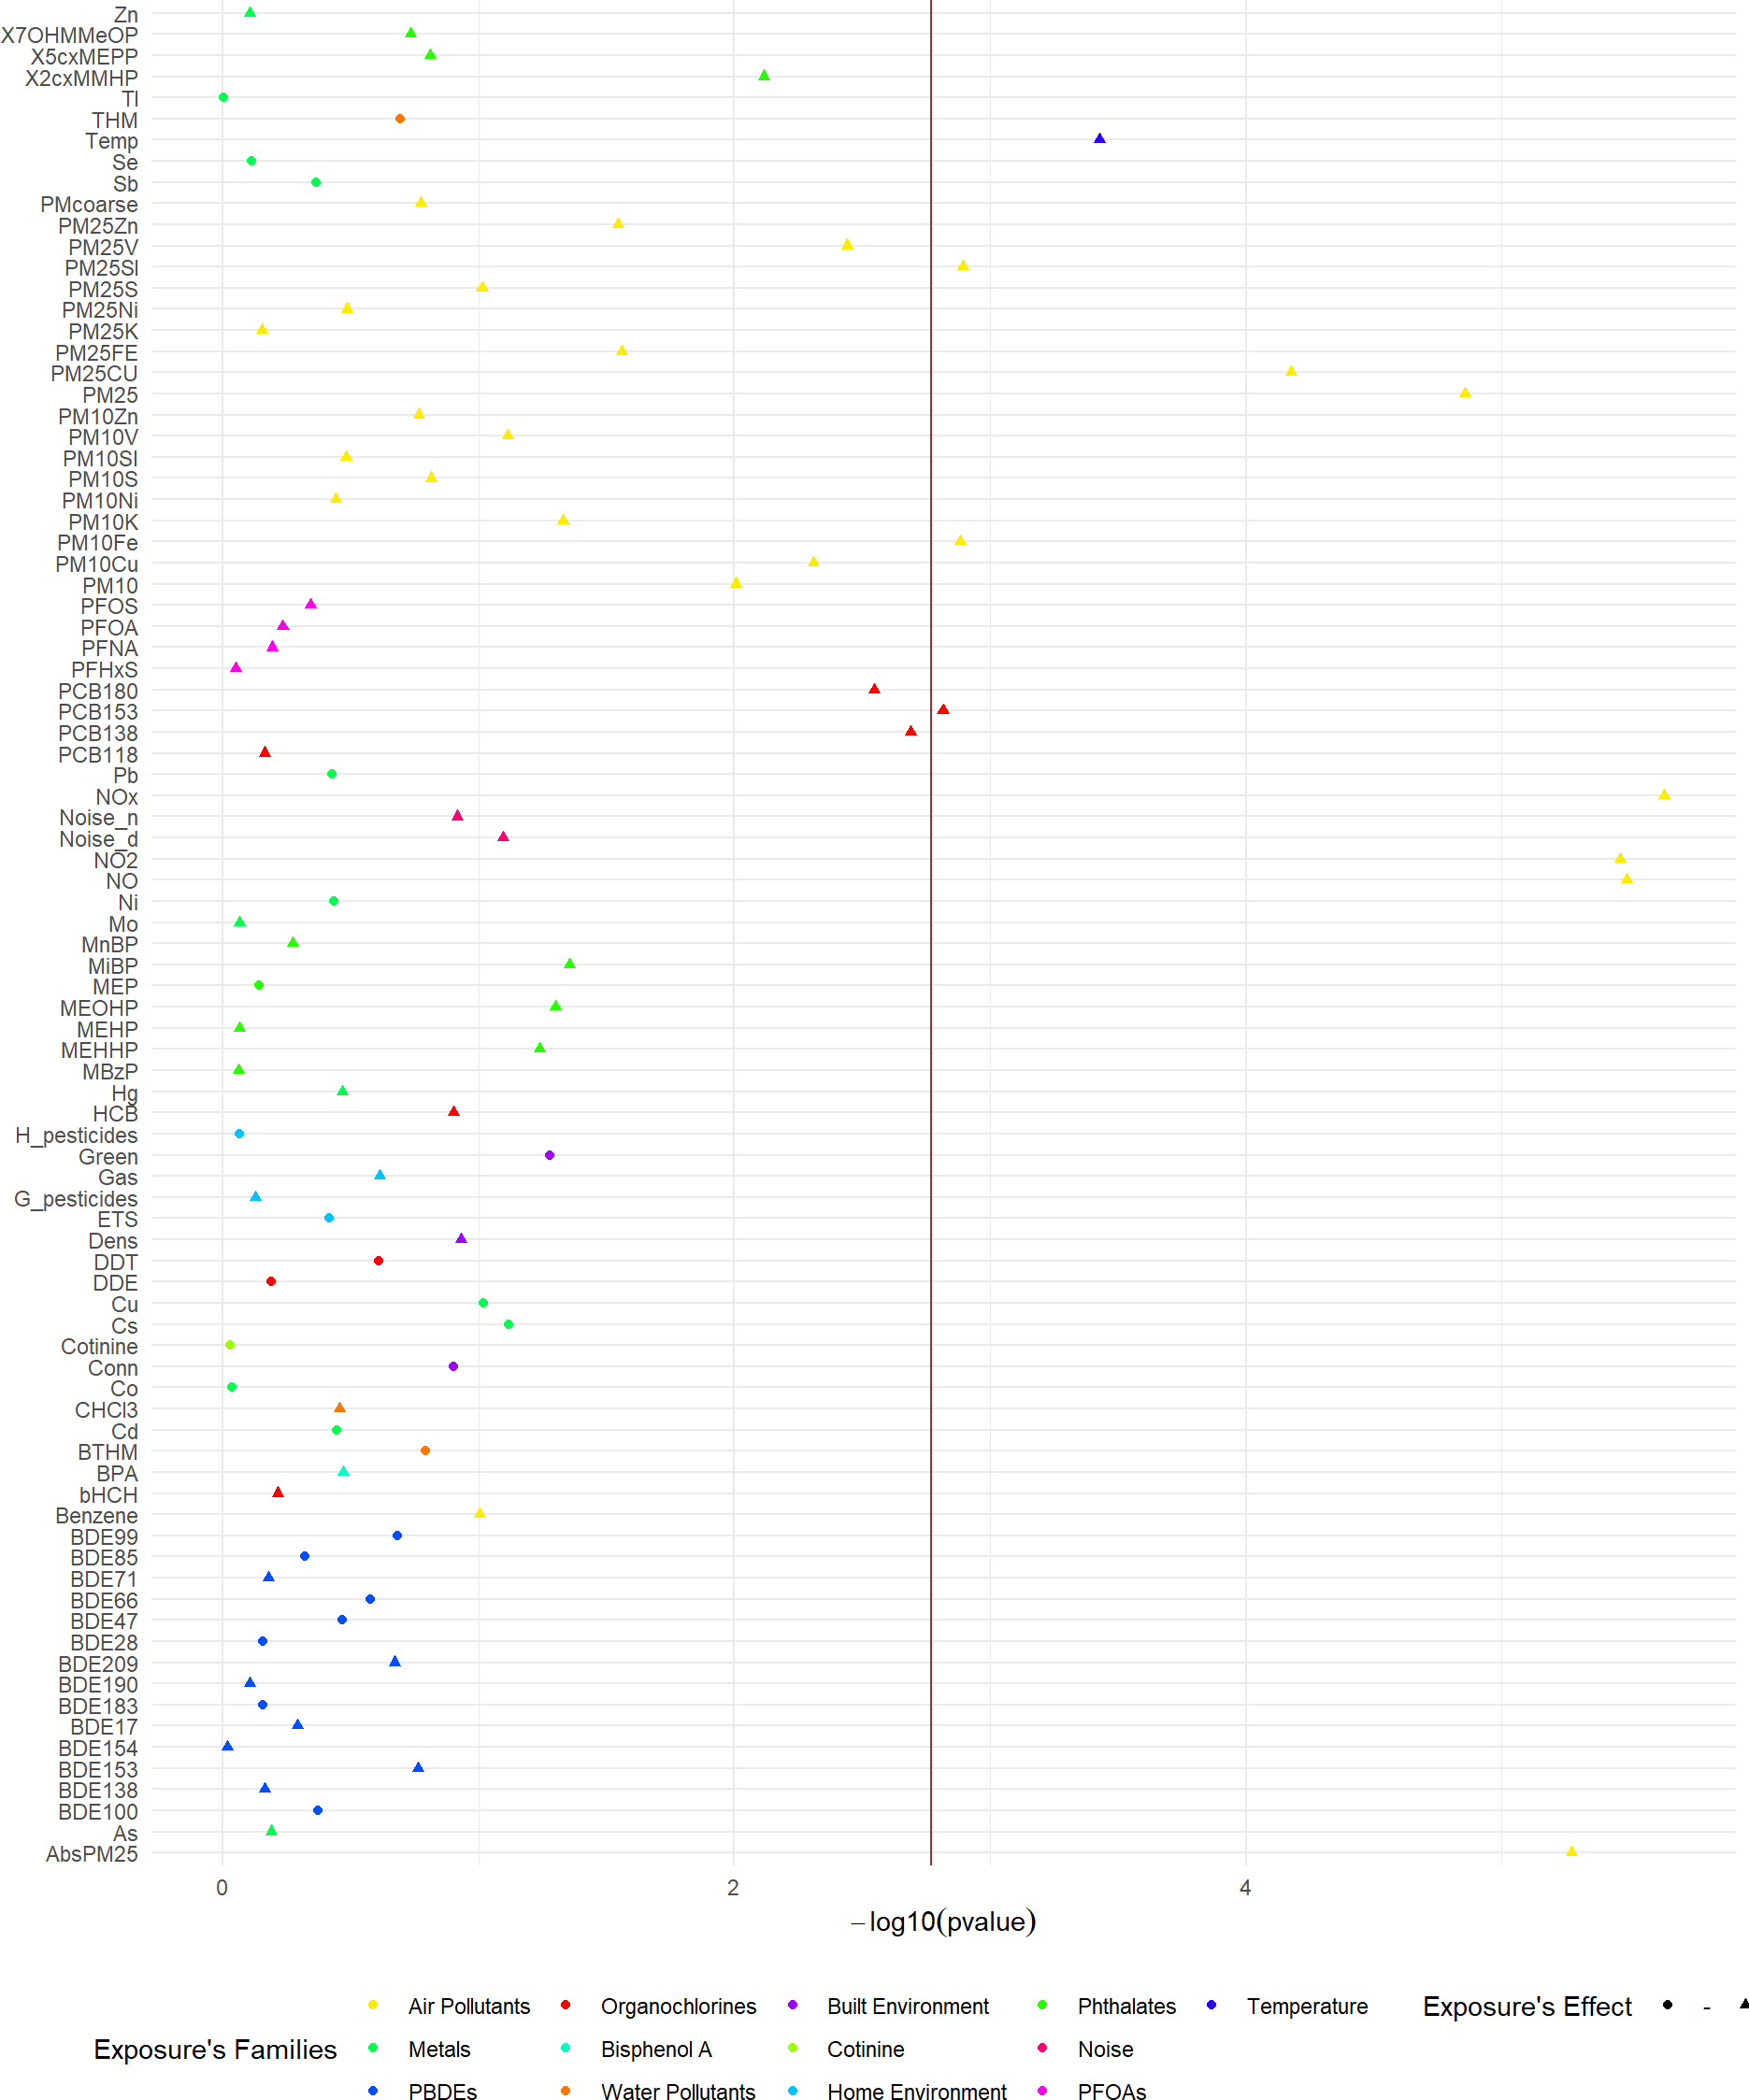 Zn
X7OHMMeOP
X5cxMEPP
X2cxMMHP
Tl
THM
Temp
Se
Sb
PMcoarse
PM25Zn
PM25V
PM25SI
PM25S
PM25Ni
PM25K
PM25FE
PM25CU
PM25
PM10Zn
PM10V
PM10SI
PM10S
PM10Ni
PM10K
PM10Fe
PM10Cu
PM10
PFOS
PFOA
PFNA
PFHxS
PCB180
PCB153
PCB138
PCB118
Pb
NOx
Noise_n
Noise_d
NO2
NO
Ni
Mo
MnBP
MiBP
MEP
MEOHP
MEHP
MEHHP
MBzP
Hg
HCB
H_pesticides
Green
Gas
G_pesticides
ETS
Dens
DDT
DDE
Cu
Cs
Cotinine
Conn
Co
CHCl3
Cd
BTHM
BPA
bHCH
Benzene
BDE99
BDE85
BDE71
BDE66
BDE47
BDE28
BDE209
BDE190
BDE183
BDE17
BDE154
BDE153
BDE138
BDE100
As
AbsPM25
0 2 4
−log10(pvalue)
Air Pollutants Organochlorines Built Environment Phthalates Temperature Exposure's Effect -
Exposure's Families Metals Bisphenol A Cotinine Noise
PBDEs Water Pollutants Home Environment PFOAs